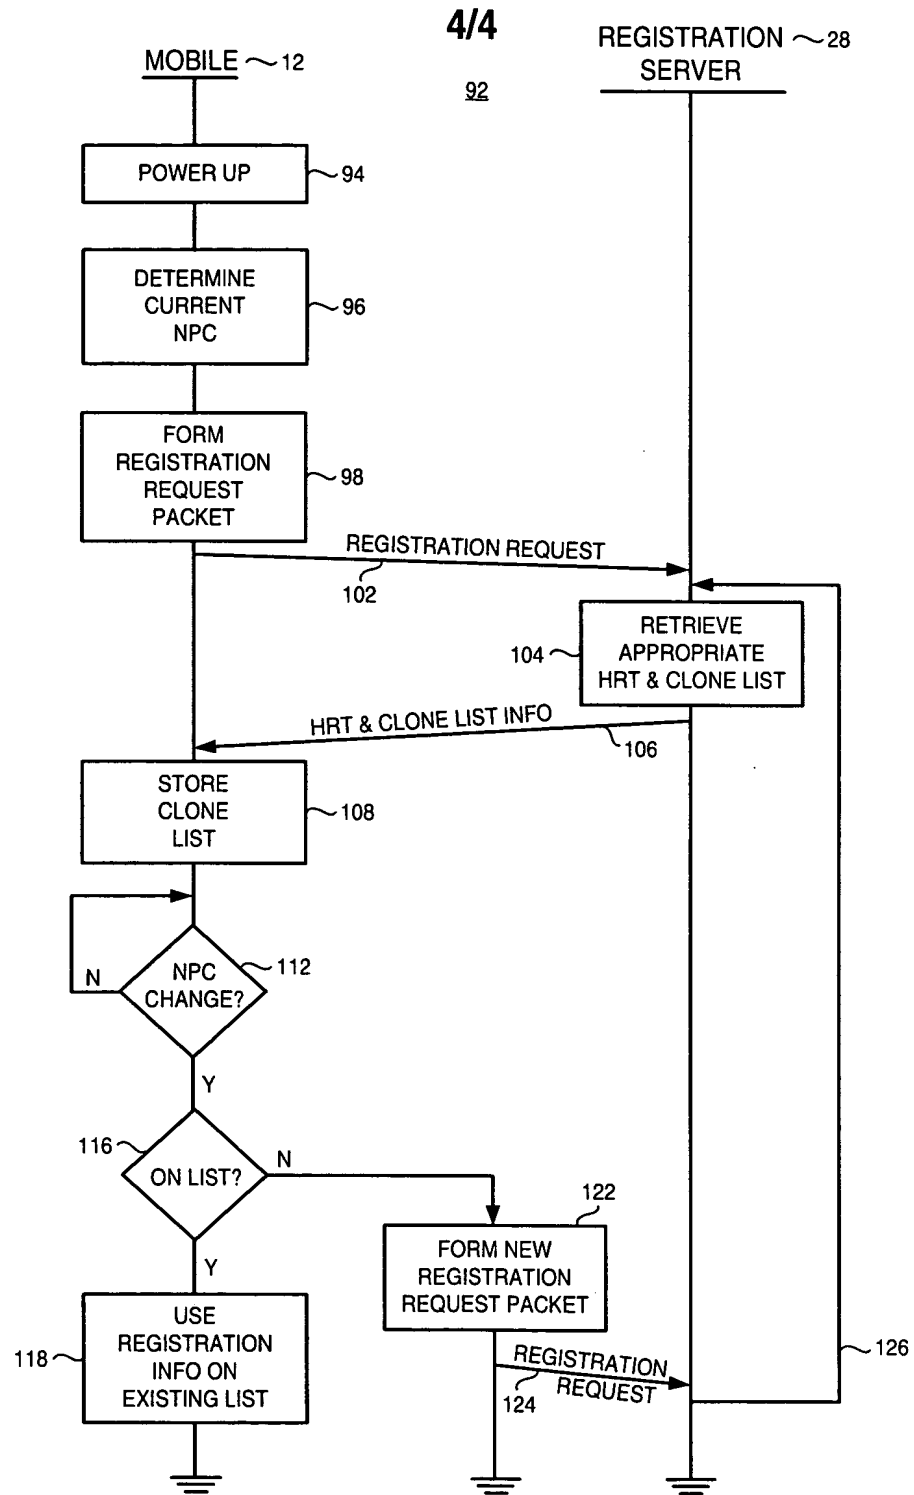 4/4
MOBILE 12
92
REGISTRATION 28
SERVER
POWER UP 94
DETERMINE
CURRENT
NPC
96
FORM
REGISTRATION
REQUEST
PACKET
98
REGISTRATION REQUEST
102
104
RETRIEVE
APPROPRIATE
HRT & CLONE LIST
HRT & CLONE LIST INFO
106
STORE
CLONE
LIST
108
NPC
CHANGE?
112
N
Y
116
ON LIST?
N
Y
122
FORM NEW
REGISTRATION
REQUEST PACKET
118
USE
REGISTRATION
INFO ON
EXISTING LIST
REGISTRATION
REQUEST
124
126